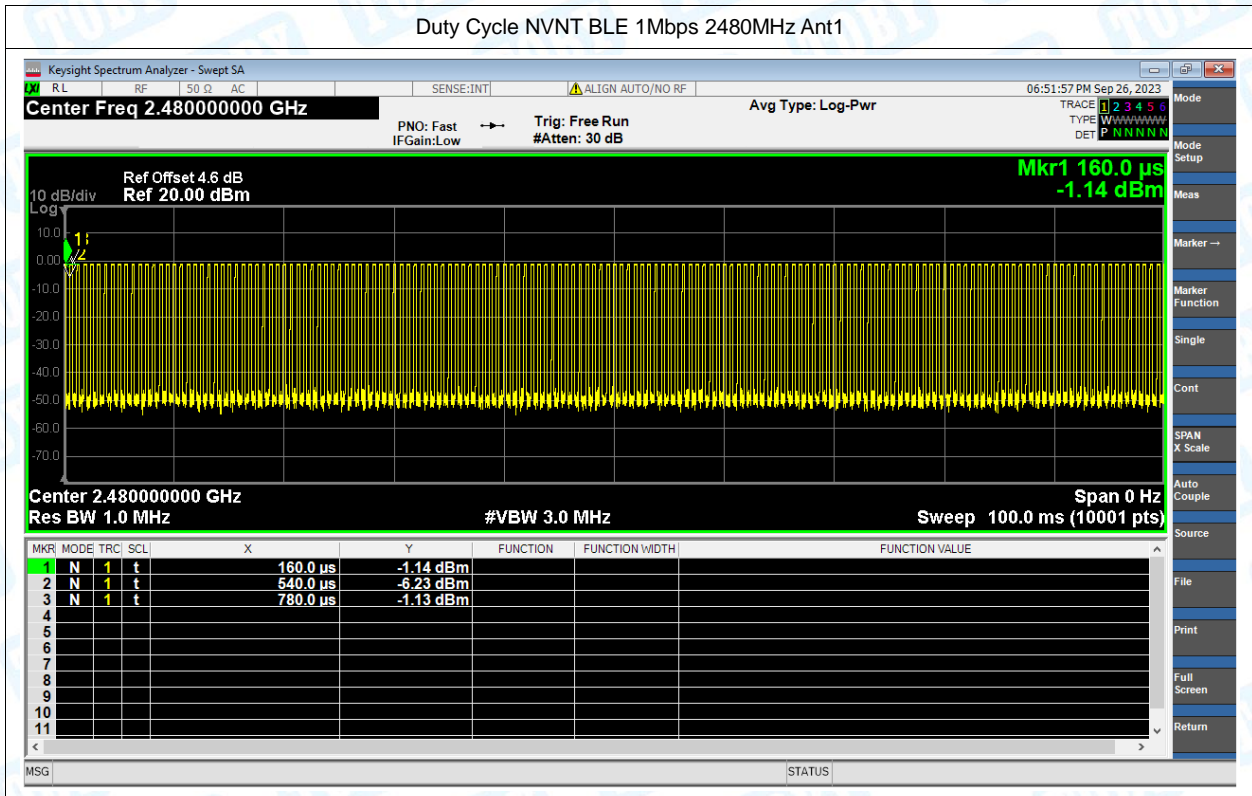 Duty Cycle NVNT BLE 1Mbps 2480MHz Ant1
Keysight Spectrum Analyzer - Swept SA
LXI RL RF 50 Ω AC SENSE:INT ALIGN AUTO/NO RF 06:51:57 PM Sep 26, 2023
Center Freq 2.480000000 GHz Avg Type: Log-Pwr TRACE 1 2 3 4 5 6
PNO: Fast Trig: Free Run TYPE WWWWWWW
IFGain:Low #Atten: 30 dB DET P N N N N N
Mkr1 160.0 µs
-1.14 dBm
Ref Offset 4.6 dB
10 dB/div Ref 20.00 dBm
Log
10.0
0.00
-10.0
-20.0
-30.0
-40.0
-50.0
-60.0
-70.0
1
2
Center 2.480000000 GHz Span 0 Hz
Res BW 1.0 MHz #VBW 3.0 MHz Sweep 100.0 ms (10001 pts)
MKR MODE TRC SCL X Y FUNCTION FUNCTION WIDTH FUNCTION VALUE
1 N 1 t 160.0 µs -1.14 dBm
2 N 1 t 540.0 µs -6.23 dBm
3 N 1 t 780.0 µs -1.13 dBm
4
5
6
7
8
9
10
11
MSG STATUS
Mode
Mode
Setup
Meas
Marker →
Marker
Function
Single
Cont
SPAN
X Scale
Auto
Couple
Source
File
Print
Full
Screen
Return
TOBY